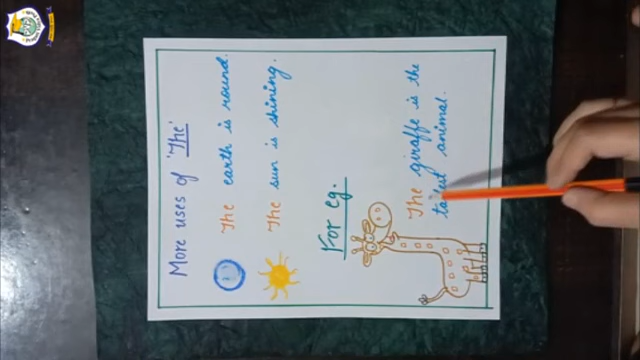 More uses of 'The'
The earth is round.
The sun is shining.
For eg.
The giraffe is the
tallest animal.